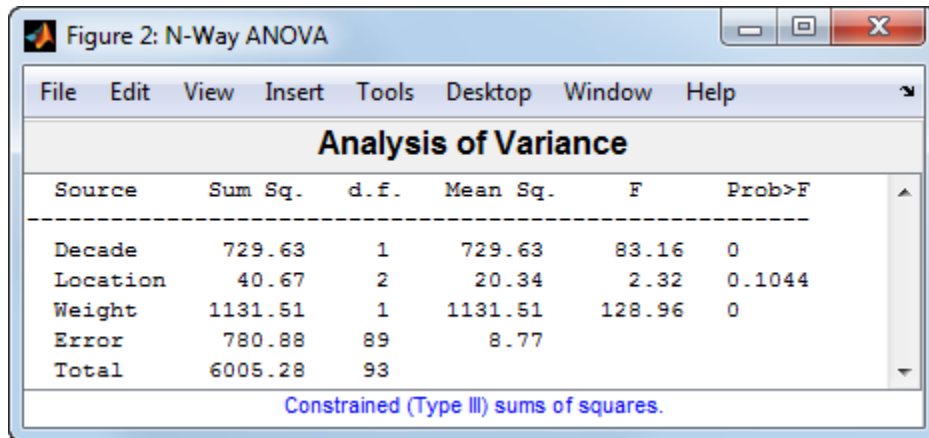 Figure 2: N-Way ANOVA
File Edit View Insert Tools Desktop Window Help
Analysis of Variance
Source Sum Sq. d.f. Mean Sq. F Prob>F
--------------------------------------------------------
Decade 729.63 1 729.63 83.16 0
Location 40.67 2 20.34 2.32 0.1044
Weight 1131.51 1 1131.51 128.96 0
Error 780.88 89 8.77
Total 6005.28 93
Constrained (Type III) sums of squares.